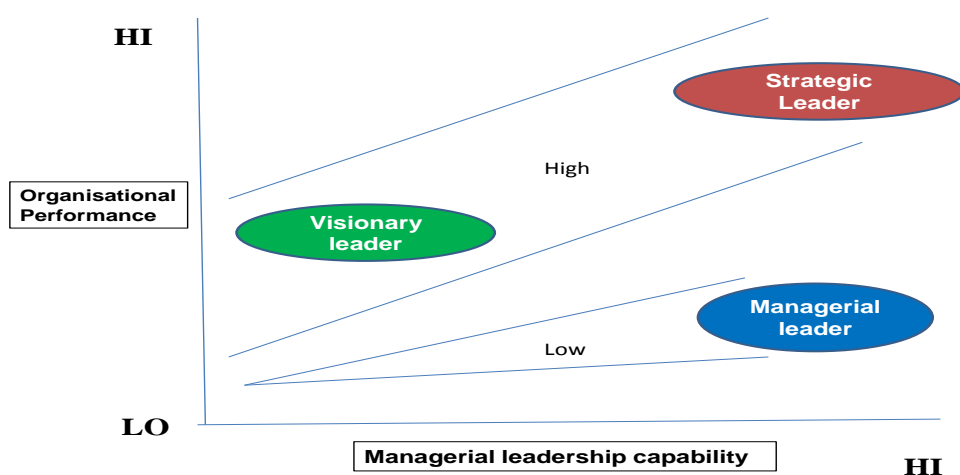 HI
Strategic
Leader
High
Organisational
Performance
Visionary
leader
Managerial
leader
Low
LO
Managerial leadership capability
HI